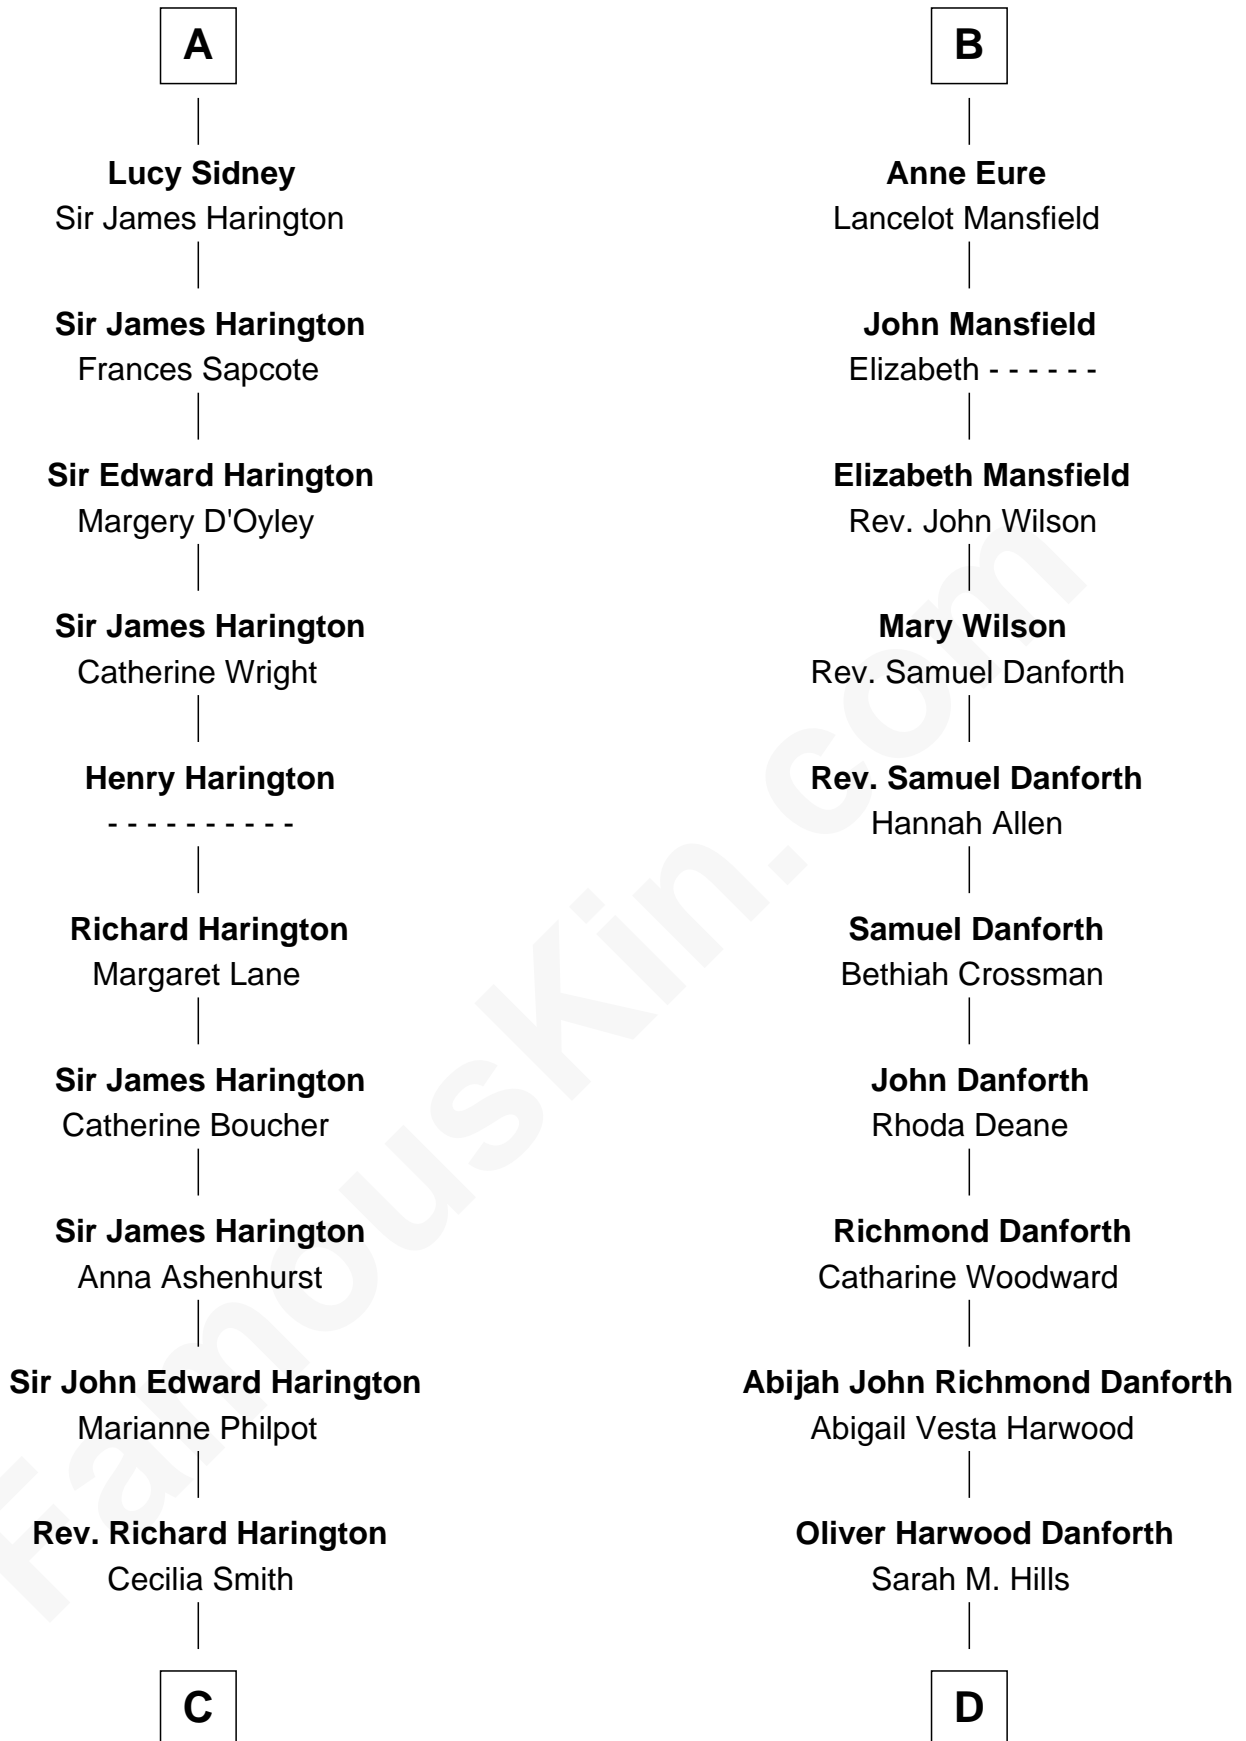 A
Lucy Sidney
Sir James Harington
Sir James Harington
Frances Sapcote
Sir Edward Harington
Margery D'Oyley
Sir James Harington
Catherine Wright
Henry Harington
- - - - - - - - - -
Richard Harington
Margaret Lane
Sir James Harington
Catherine Boucher
Sir James Harington
Anna Ashenhurst
Sir John Edward Harington
Marianne Philpot
Rev. Richard Harington
Cecilia Smith
C
B
Anne Eure
Lancelot Mansfield
John Mansfield
Elizabeth - - - - - -
Elizabeth Mansfield
Rev. John Wilson
Mary Wilson
Rev. Samuel Danforth
Rev. Samuel Danforth
Hannah Allen
Samuel Danforth
Bethiah Crossman
John Danforth
Rhoda Deane
Richmond Danforth
Catharine Woodward
Abijah John Richmond Danforth
Abigail Vesta Harwood
Oliver Harwood Danforth
Sarah M. Hills
D
FamousKin.com